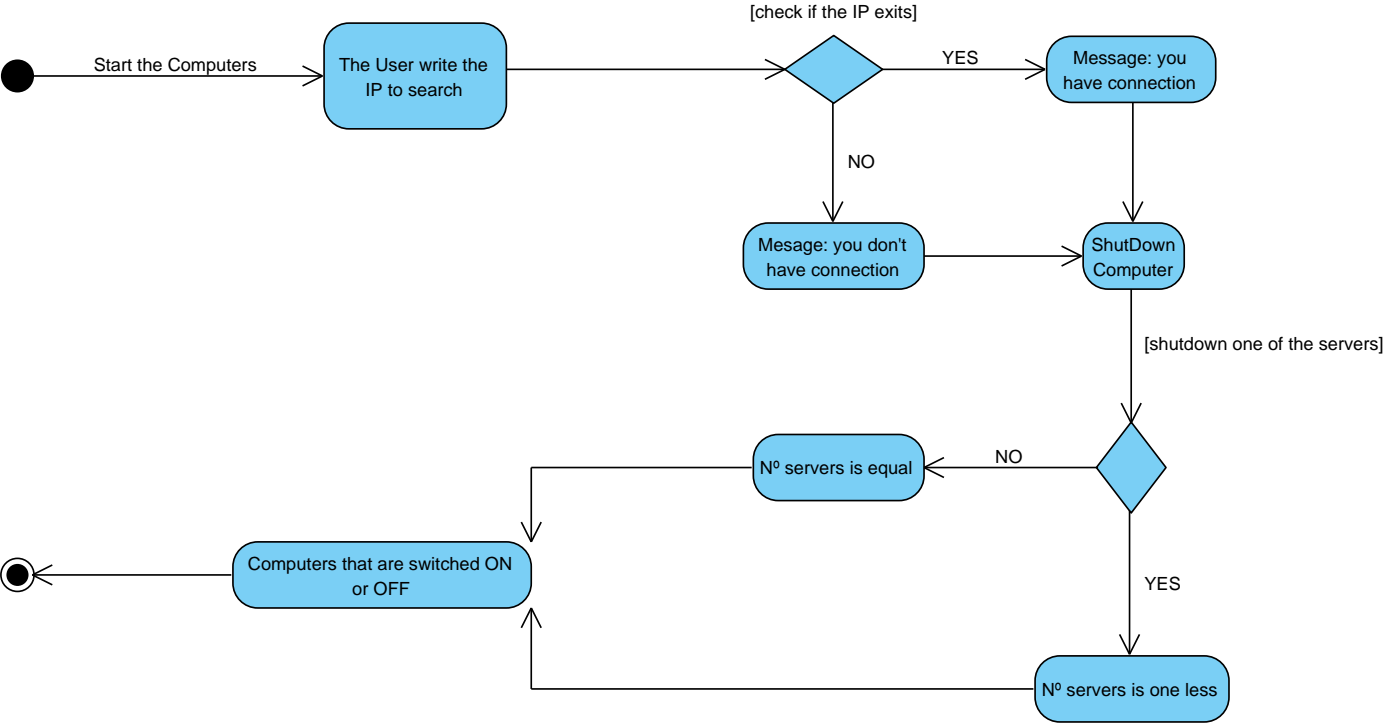 [check if the IP exits]
Start the Computers
The User write the
IP to search
YES
Message: you
have connection
NO
Mesage: you don't
have connection
ShutDown
Computer
[shutdown one of the servers]
Nº servers is equal
NO
Computers that are switched ON
or OFF
YES
Nº servers is one less